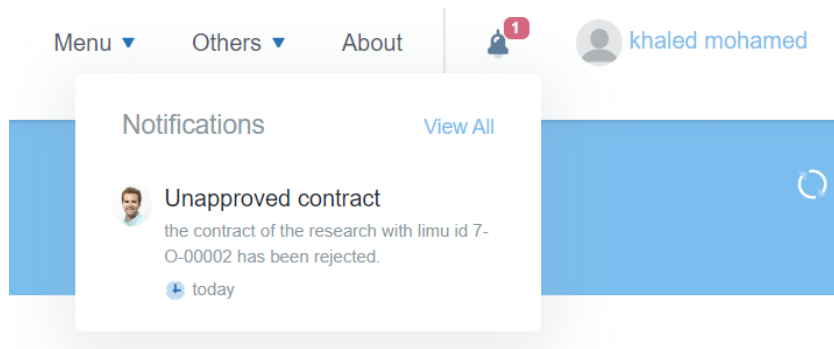 Menu ▼ Others ▼ About 1 khaled mohamed
Notifications View All
Unapproved contract
the contract of the research with limu id 7-
O-00002 has been rejected.
today